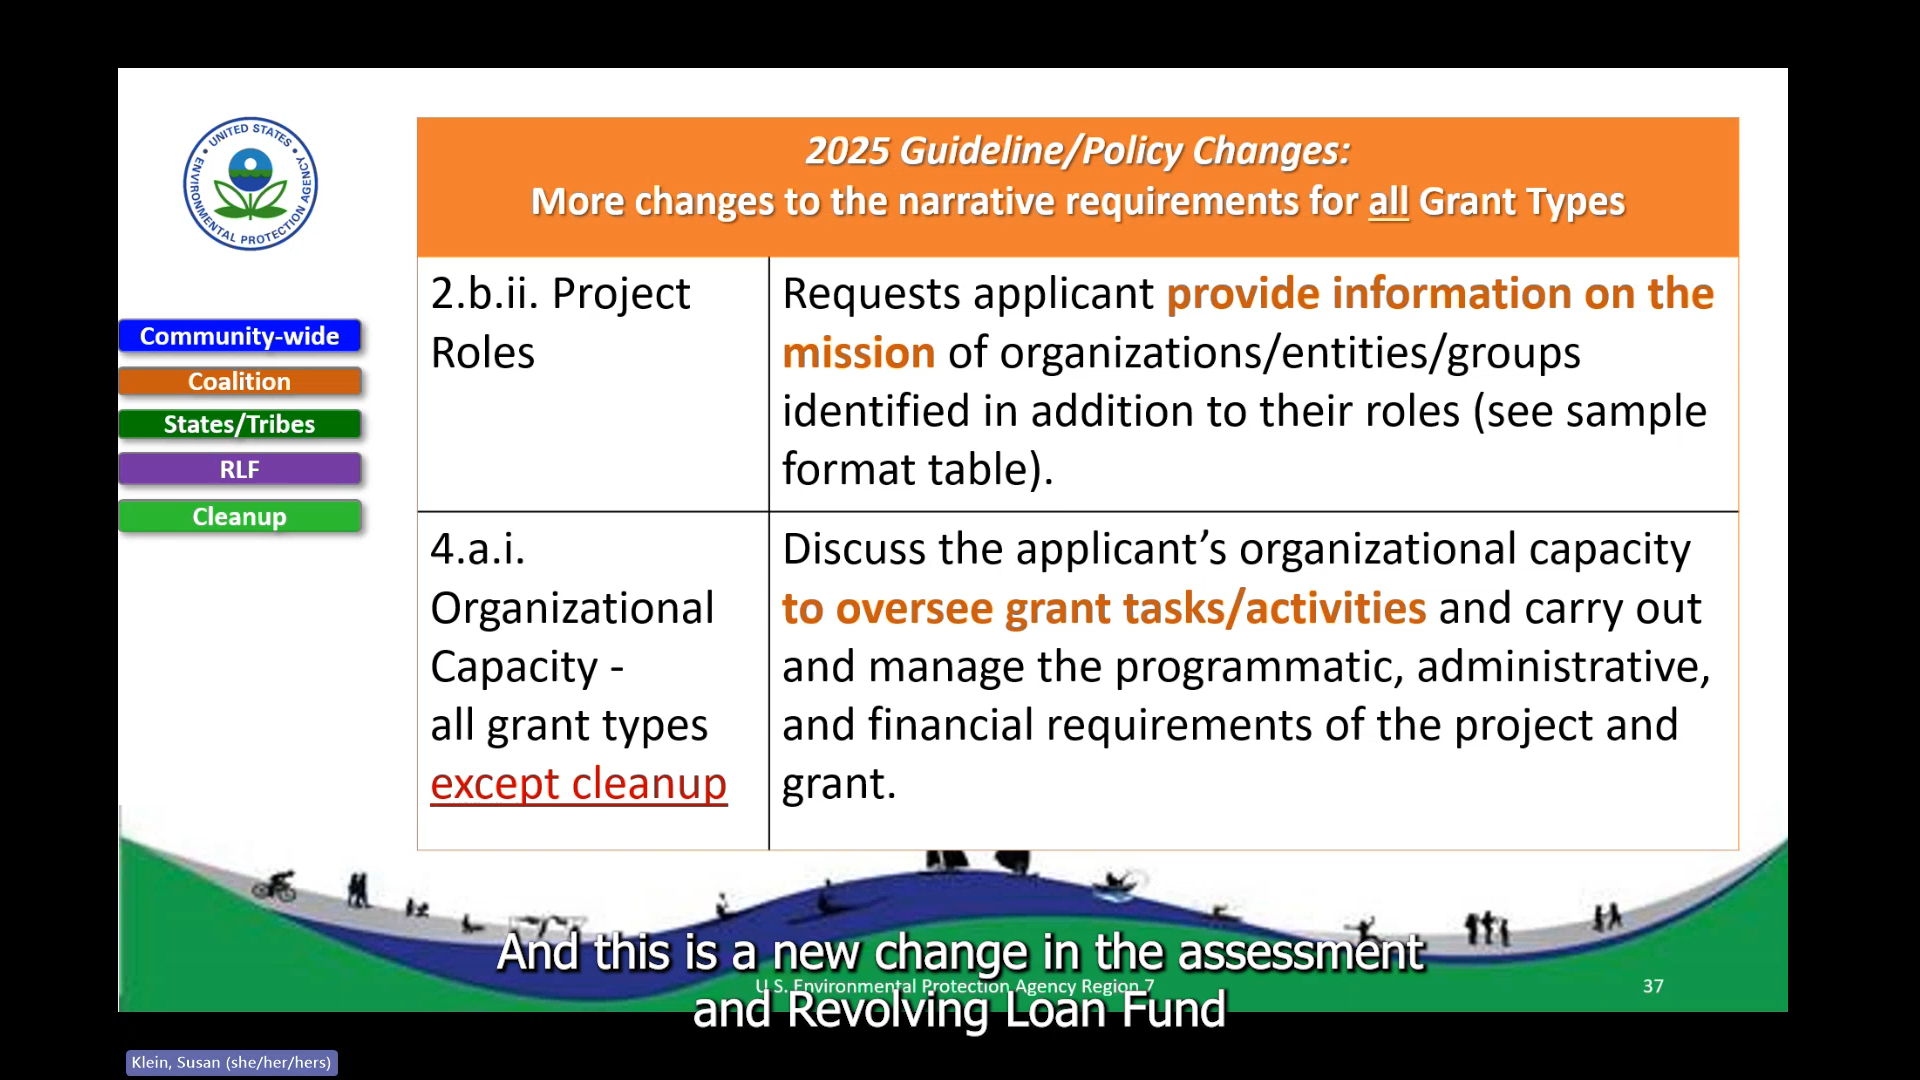 UNITED STATES
ENVIRONMENTAL PROTECTION AGENCY
2025 Guideline/Policy Changes:
More changes to the narrative requirements for all Grant Types
Community-wide
Coalition
States/Tribes
RLF
Cleanup
2.b.ii. Project
Roles
Requests applicant provide information on the
mission of organizations/entities/groups
identified in addition to their roles (see sample
format table).
4.a.i.
Organizational
Capacity -
all grant types
except cleanup
Discuss the applicant’s organizational capacity
to oversee grant tasks/activities and carry out
and manage the programmatic, administrative,
and financial requirements of the project and
grant.
And this is a new change in the assessment
U.S. Environmental Protection Agency Region 7
37
and Revolving Loan Fund
Klein, Susan (she/her/hers)